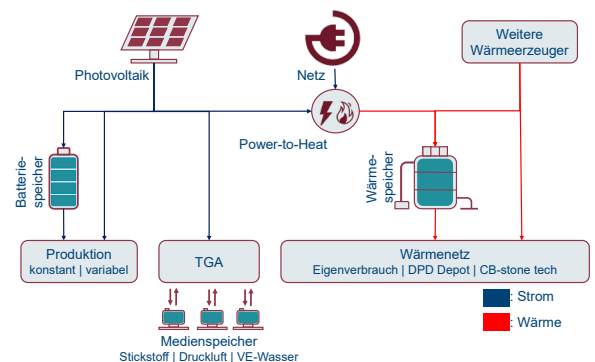 Weitere
Wärmeerzeuger
Photovoltaik
Netz
Power-to-Heat
Batterie-
speicher
Wärme-
speicher
Produktion
konstant | variabel
TGA
Wärmenetz
Eigenverbrauch | DPD Depot | CB-stone tech
: Strom
: Wärme
Medienspeicher
Stickstoff | Druckluft | VE-Wasser